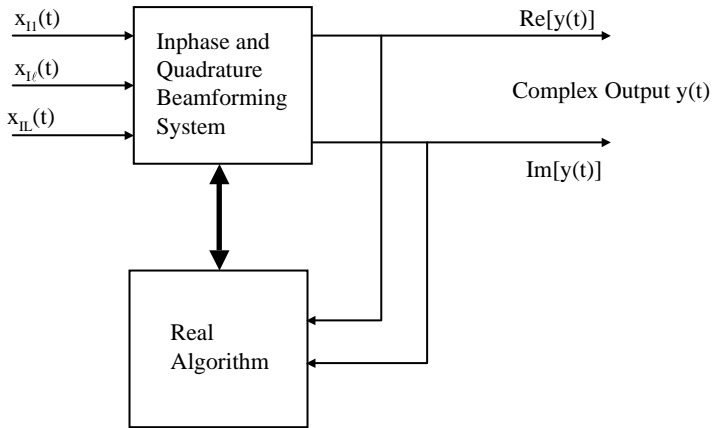 x_I1(t)
Re[y(t)]
Inphase and
Quadrature
Beamforming
System
x_Iℓ(t)
Complex Output y(t)
x_IL(t)
Im[y(t)]
Real
Algorithm